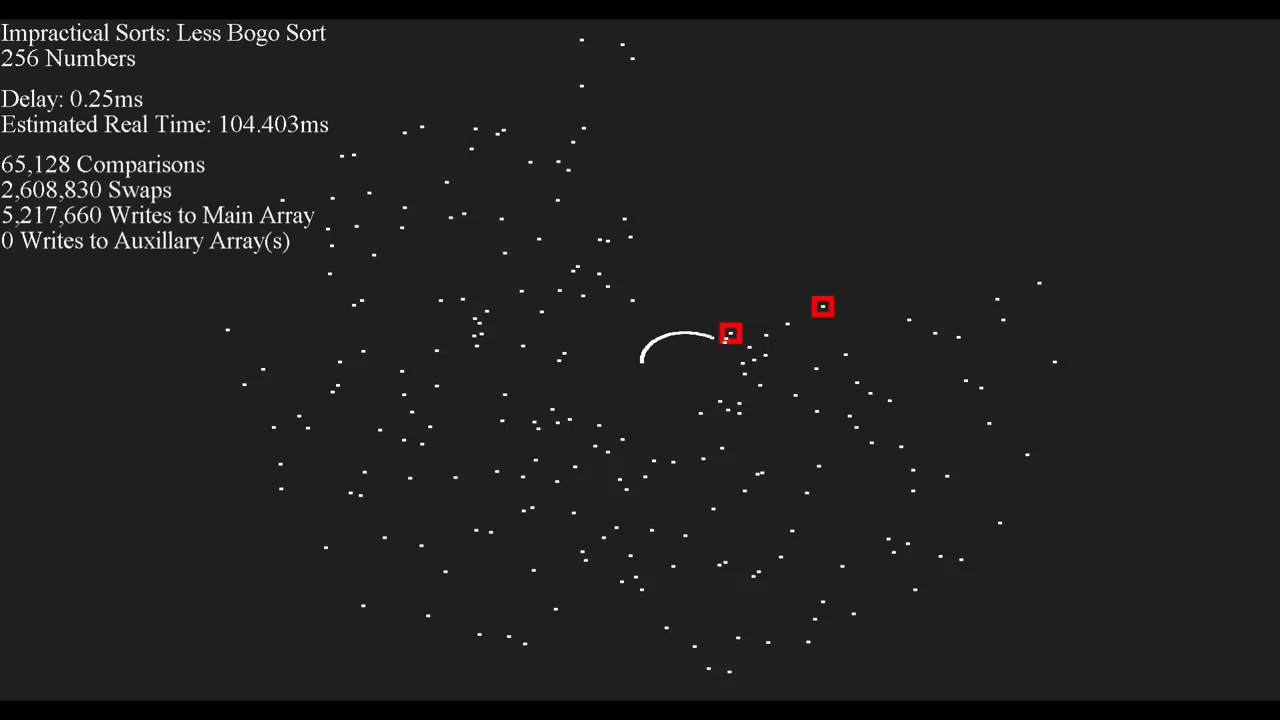 Impractical Sorts: Less Bogo Sort
256 Numbers
Delay: 0.25ms
Estimated Real Time: 104.403ms
65,128 Comparisons
2,608,830 Swaps
5,217,660 Writes to Main Array
0 Writes to Auxillary Array(s)